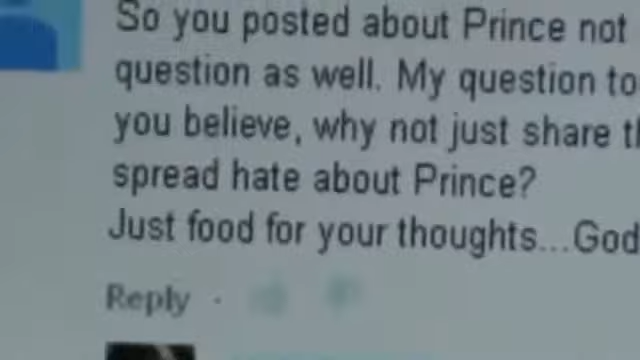 So you posted about Prince not
question as well. My question to
you believe, why not just share
spread hate about Prince?
Just food for your thoughts...God
Reply ·